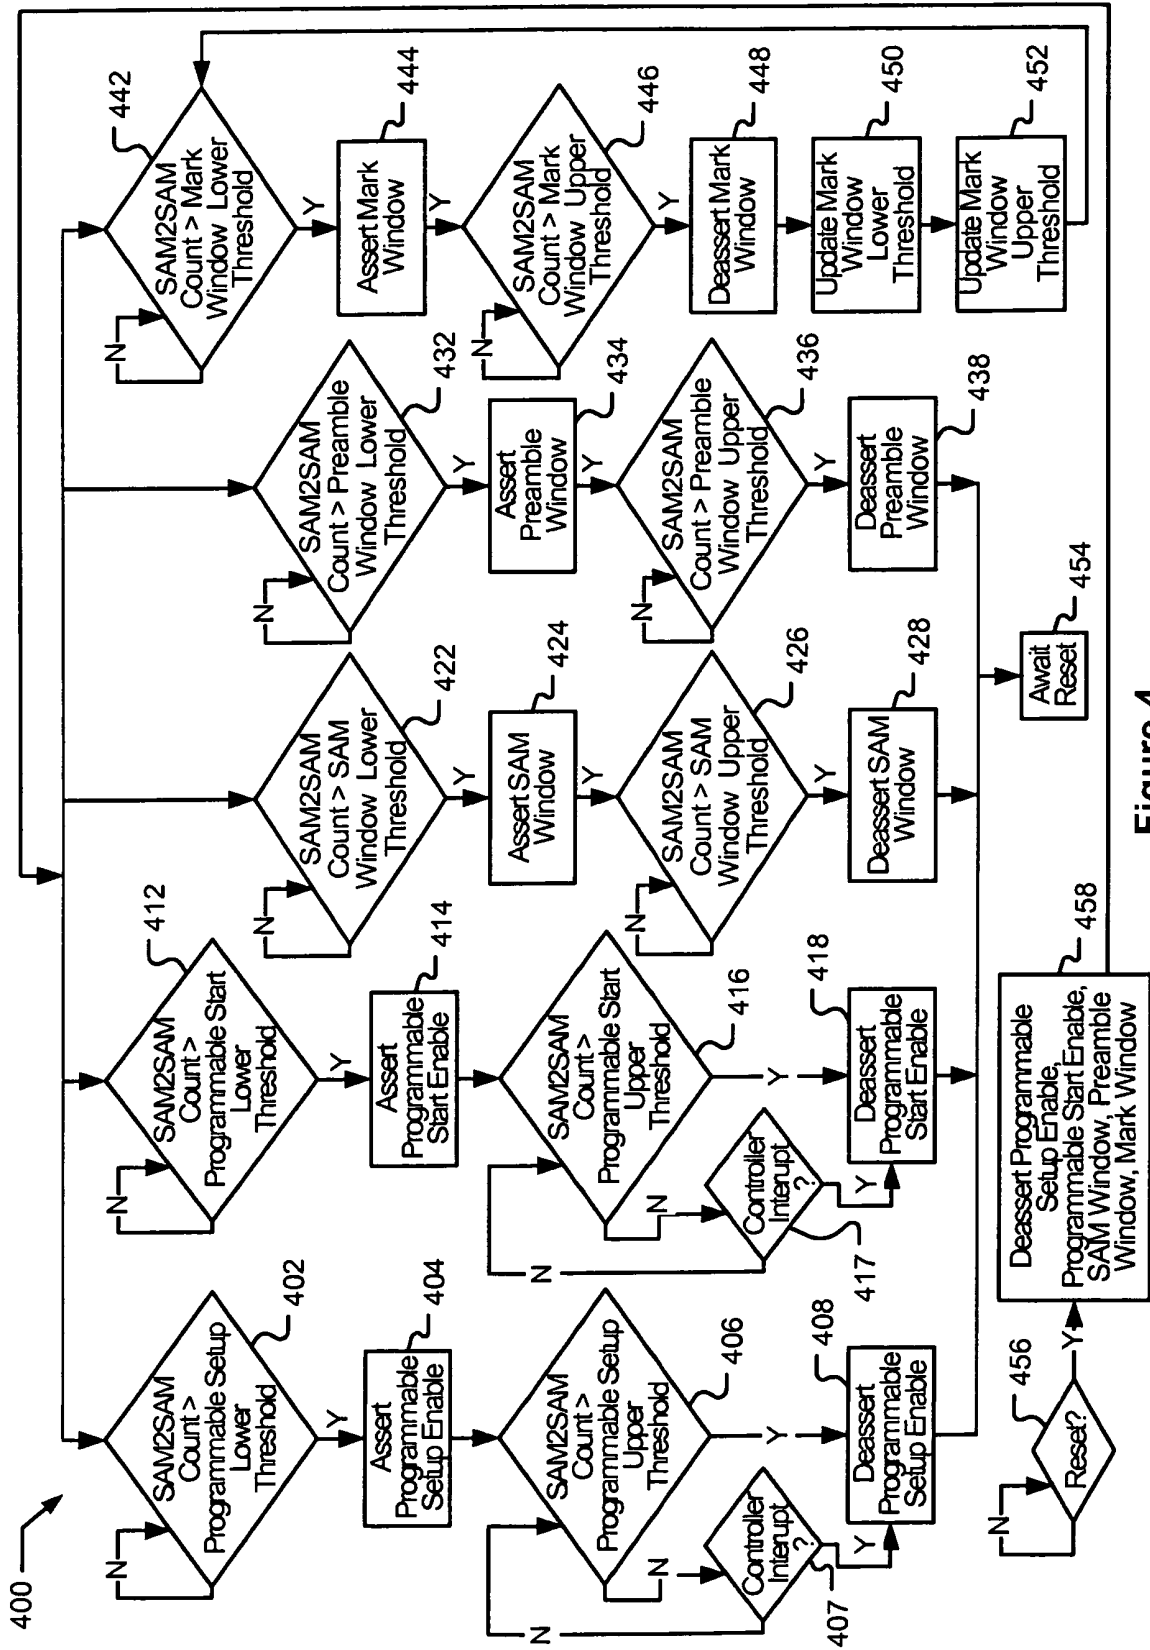 400
SAM2SAM
Count >
Programmable Setup
Lower
Threshold
402
N
Y
Assert
Programmable
Setup Enable
404
SAM2SAM
Count >
Programmable Setup
Upper
Threshold
406
N
N
Y
Controller
Interupt
?
407
Y
Deassert
Programmable
Setup Enable
408
SAM2SAM
Count >
Programmable Start
Lower
Threshold
412
N
Y
Assert
Programmable
Start Enable
414
SAM2SAM
Count >
Programmable Start
Upper
Threshold
416
N
N
Y
Controller
Interupt
?
417
Y
Deassert
Programmable
Start Enable
418
SAM2SAM
Count > SAM
Window Lower
Threshold
422
N
Y
Assert SAM
Window
424
Y
SAM2SAM
Count > SAM
Window Upper
Threshold
426
N
Y
Deassert SAM
Window
428
SAM2SAM
Count > Preamble
Window Lower
Threshold
432
N
Y
Assert
Preamble
Window
434
Y
SAM2SAM
Count > Preamble
Window Upper
Threshold
436
N
Y
Deassert
Preamble
Window
438
SAM2SAM
Count > Mark
Window Lower
Threshold
442
N
Y
Assert Mark
Window
444
Y
SAM2SAM
Count > Mark
Window Upper
Threshold
446
N
Y
Deassert Mark
Window
448
Update Mark
Window
Lower
Threshold
450
Update Mark
Window
Upper
Threshold
452
Await
Reset
454
Reset?
456
N
Y
Deassert Programmable
Setup Enable,
Programmable Start Enable,
SAM Window, Preamble
Window, Mark Window
458
Figure 4